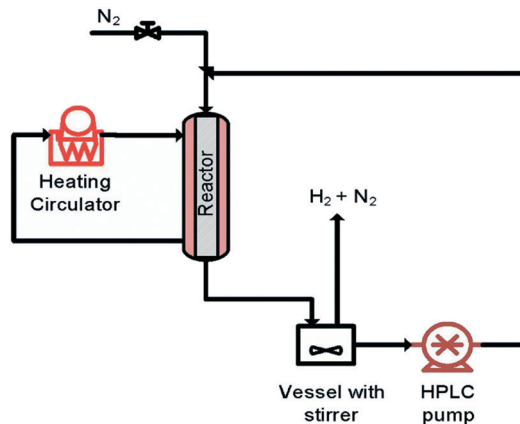 N₂
Heating
Circulator
Reactor
H₂ + N₂
Vessel with
stirrer
HPLC
pump